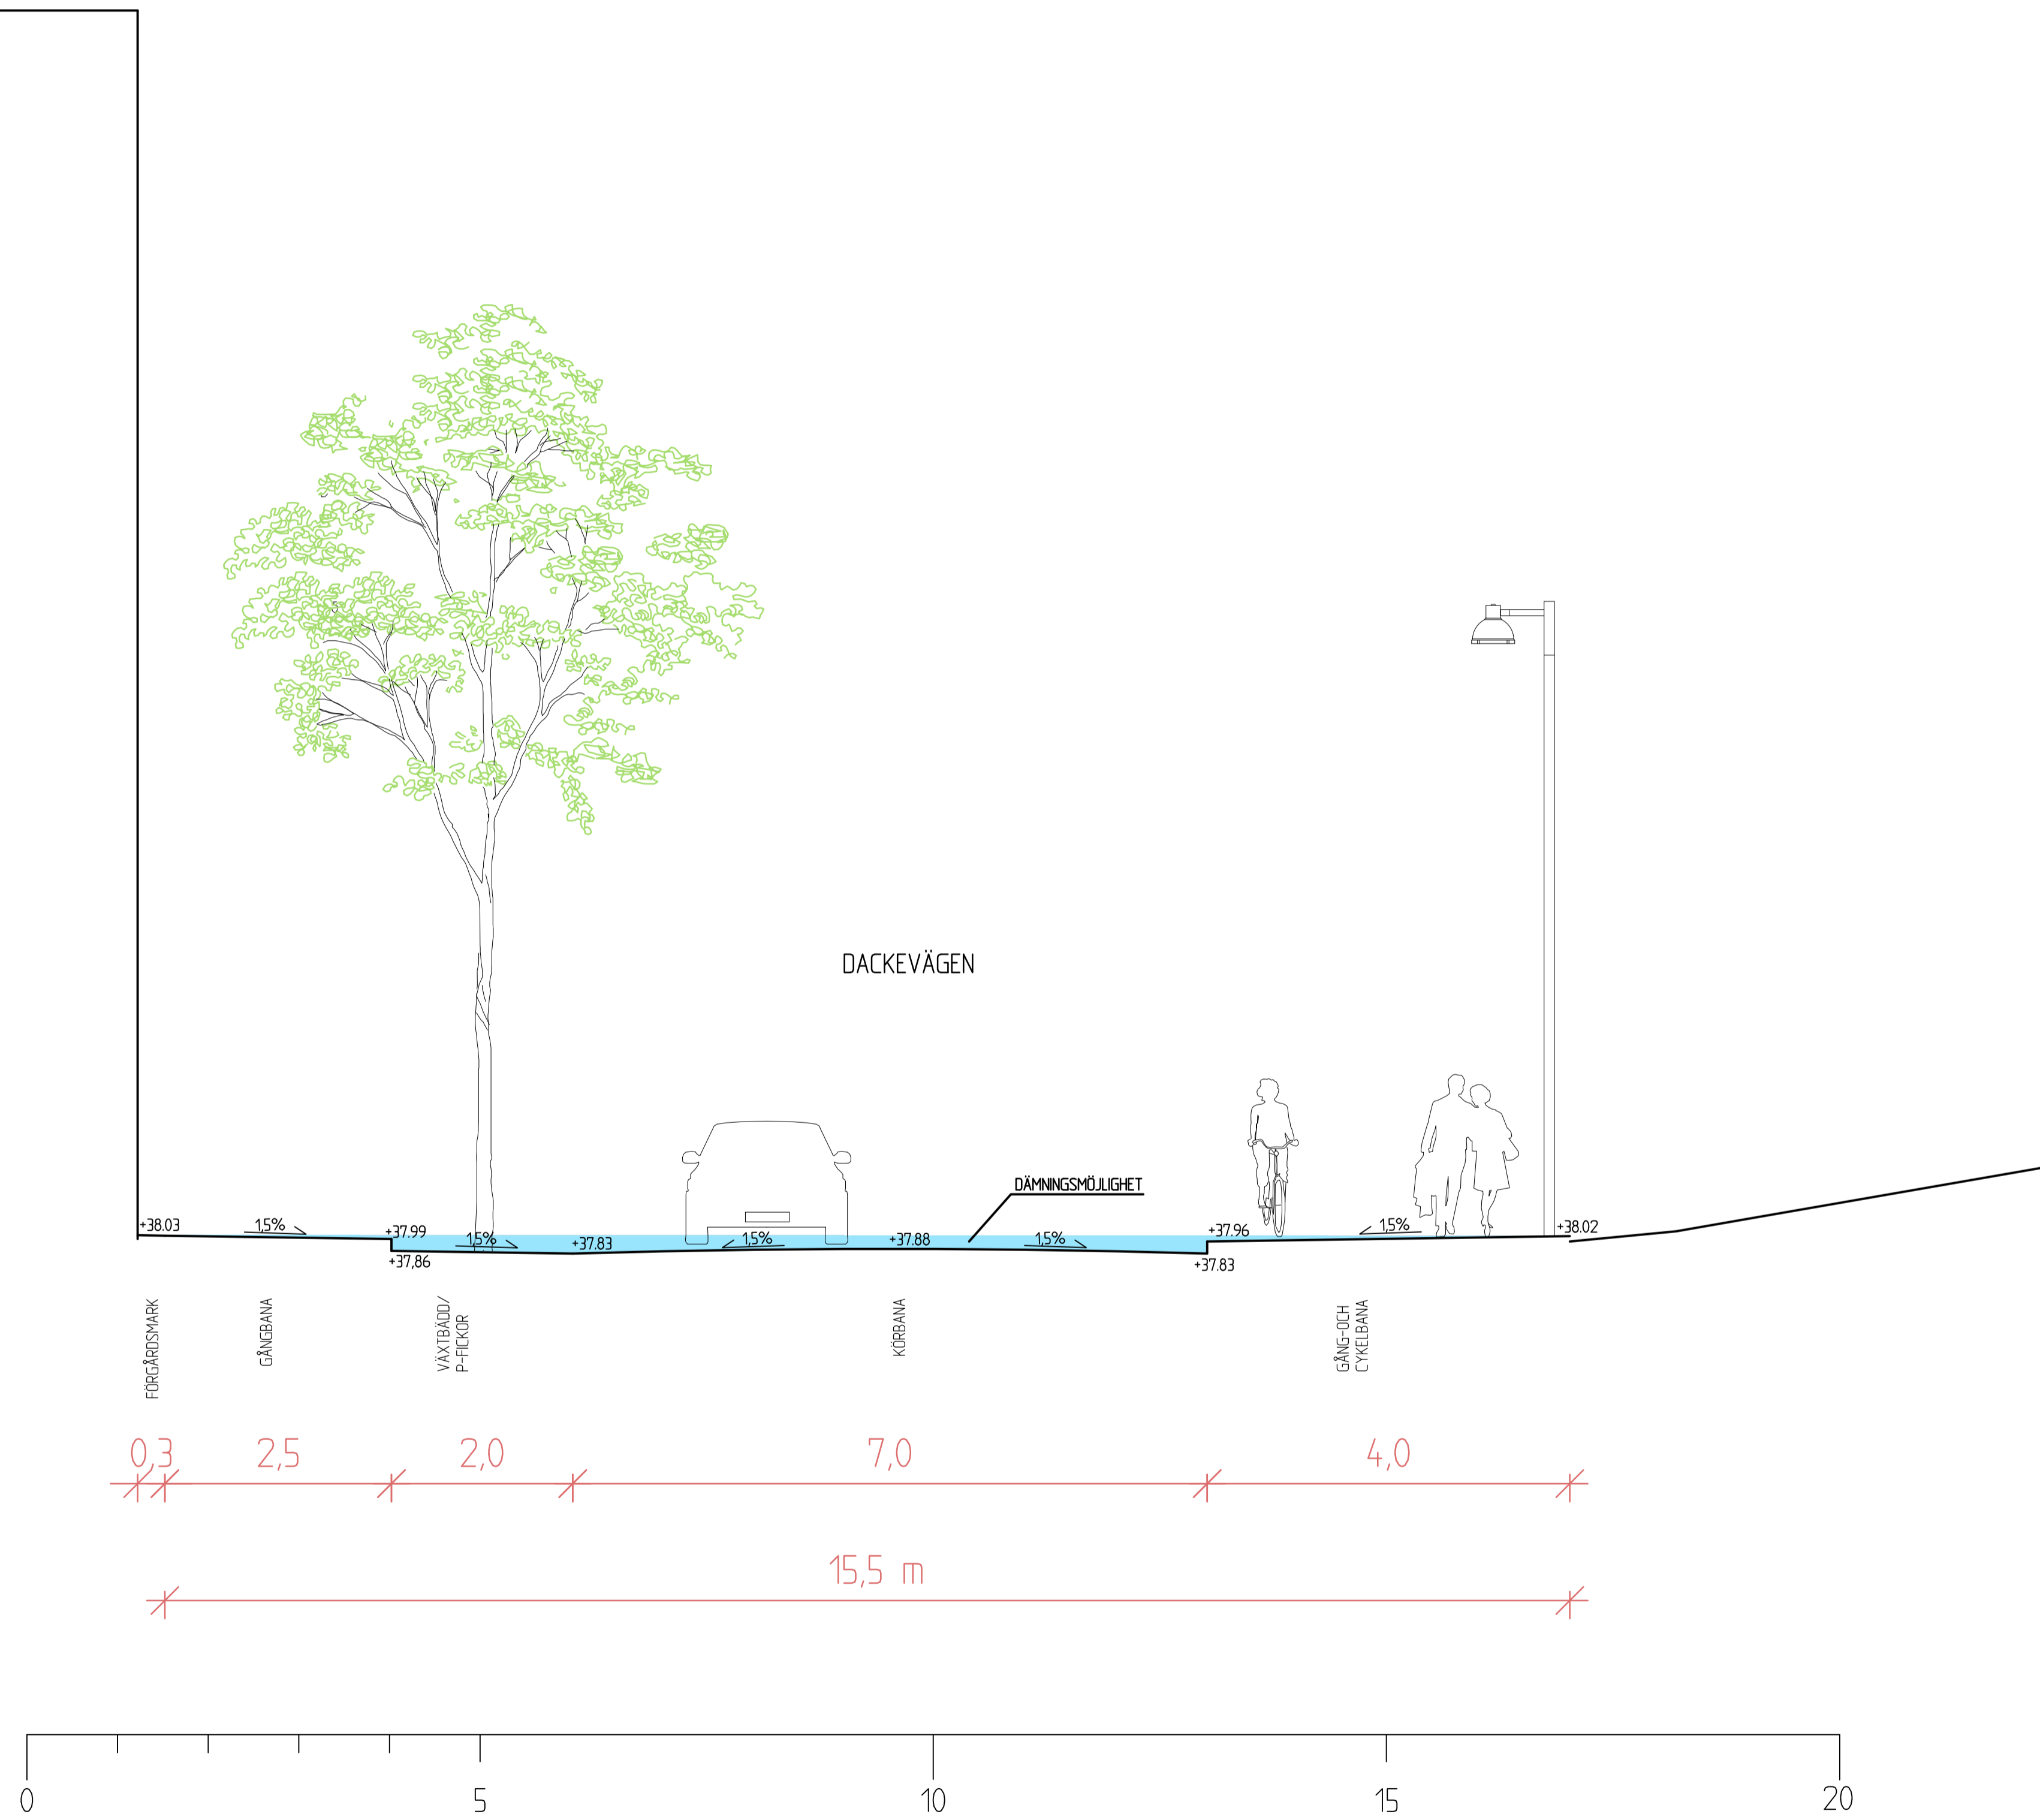 DACKEVÄGEN
DÄMNINGSMÖJLIGHET
+38.03
1,5%
+37.99
1,5%
+37.83
1,5%
+37.88
1,5%
+37.96
1,5%
+38.02
+37,86
+37.83
FÖRGÅRDSMARK
GÅNGBANA
VÄXTBÄDD/
P-FICKOR
KÖRBANA
GÅNG-OCH
CYKELBANA
0,3 2,5 2,0 7,0 4,0
15,5 m
0 5 10 15 20